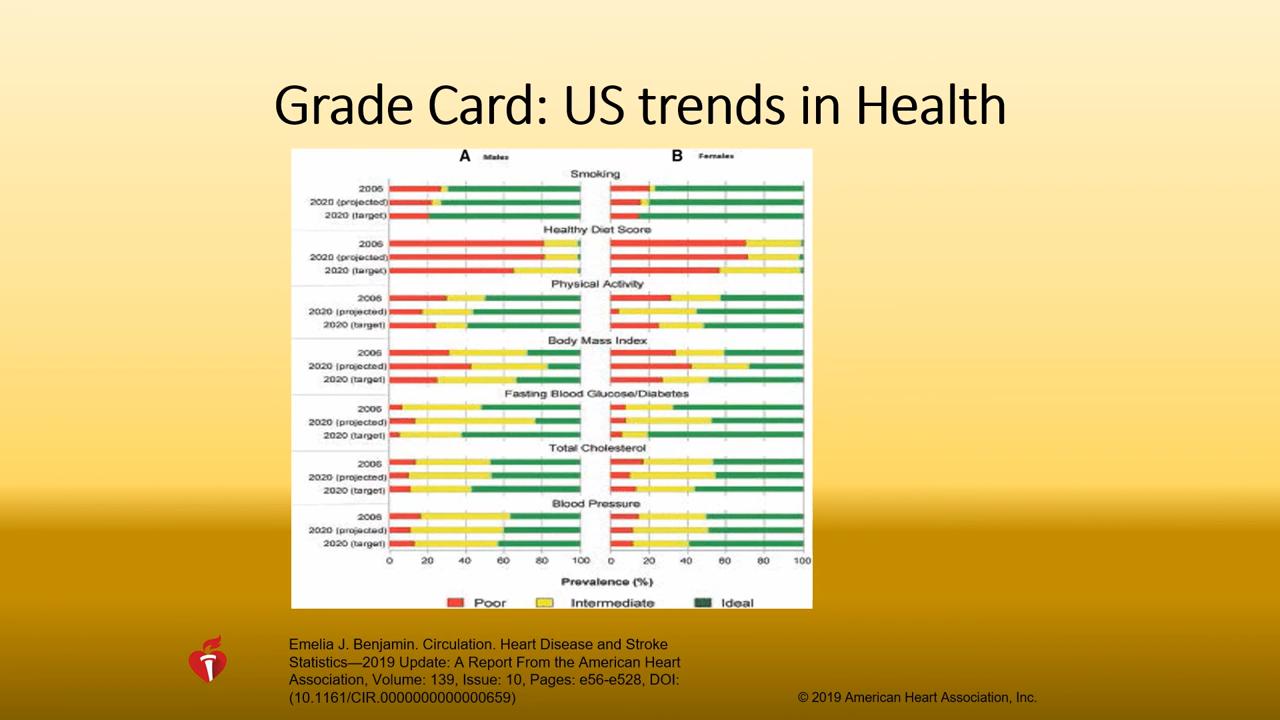 Grade Card: US trends in Health
A Males
B Females
Smoking
2006
2020 (projected)
2020 (target)
Healthy Diet Score
2006
2020 (projected)
2020 (target)
Physical Activity
2006
2020 (projected)
2020 (target)
Body Mass Index
2006
2020 (projected)
2020 (target)
Fasting Blood Glucose/Diabetes
2006
2020 (projected)
2020 (target)
Total Cholesterol
2006
2020 (projected)
2020 (target)
Blood Pressure
2006
2020 (projected)
2020 (target)
0 20 40 60 80 100 0 20 40 60 80 100
Prevalence (%)
Poor Intermediate Ideal
Emelia J. Benjamin. Circulation. Heart Disease and Stroke
Statistics—2019 Update: A Report From the American Heart
Association, Volume: 139, Issue: 10, Pages: e56-e528, DOI:
(10.1161/CIR.0000000000000659)
© 2019 American Heart Association, Inc.